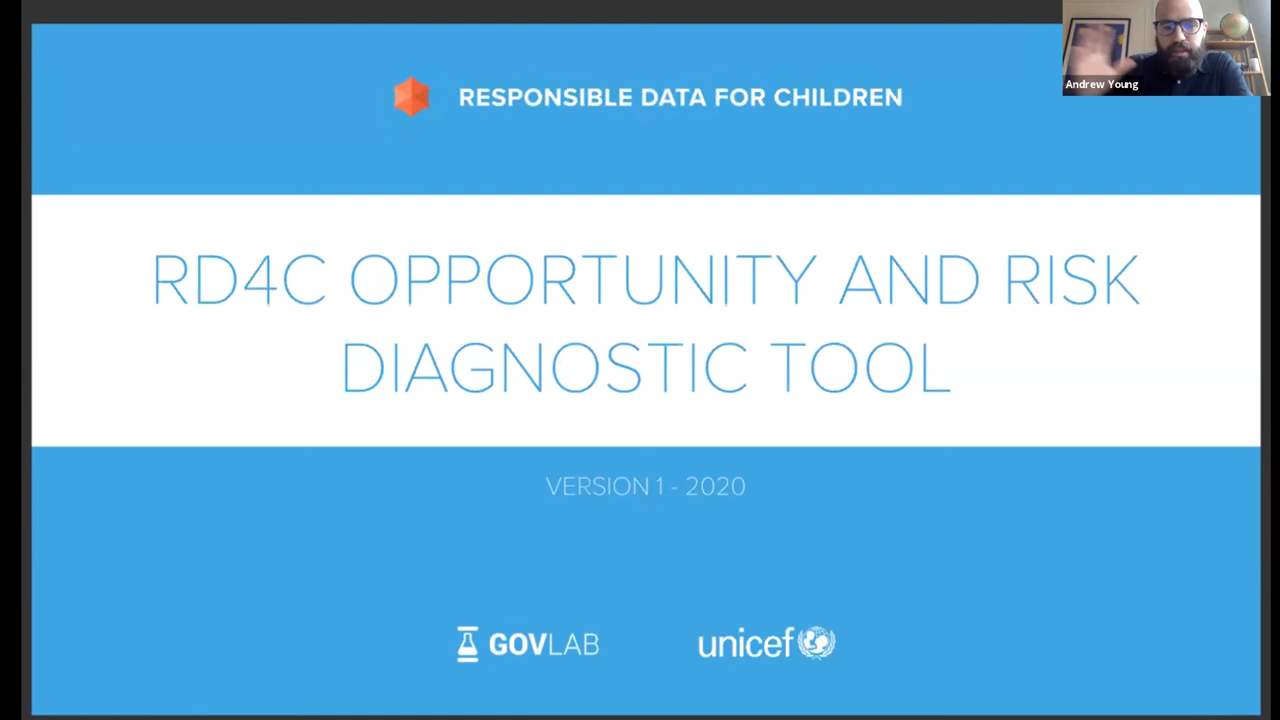 RESPONSIBLE DATA FOR CHILDREN
Andrew Young
RD4C OPPORTUNITY AND RISK
DIAGNOSTIC TOOL
VERSION 1 - 2020
GOVLAB
unicef